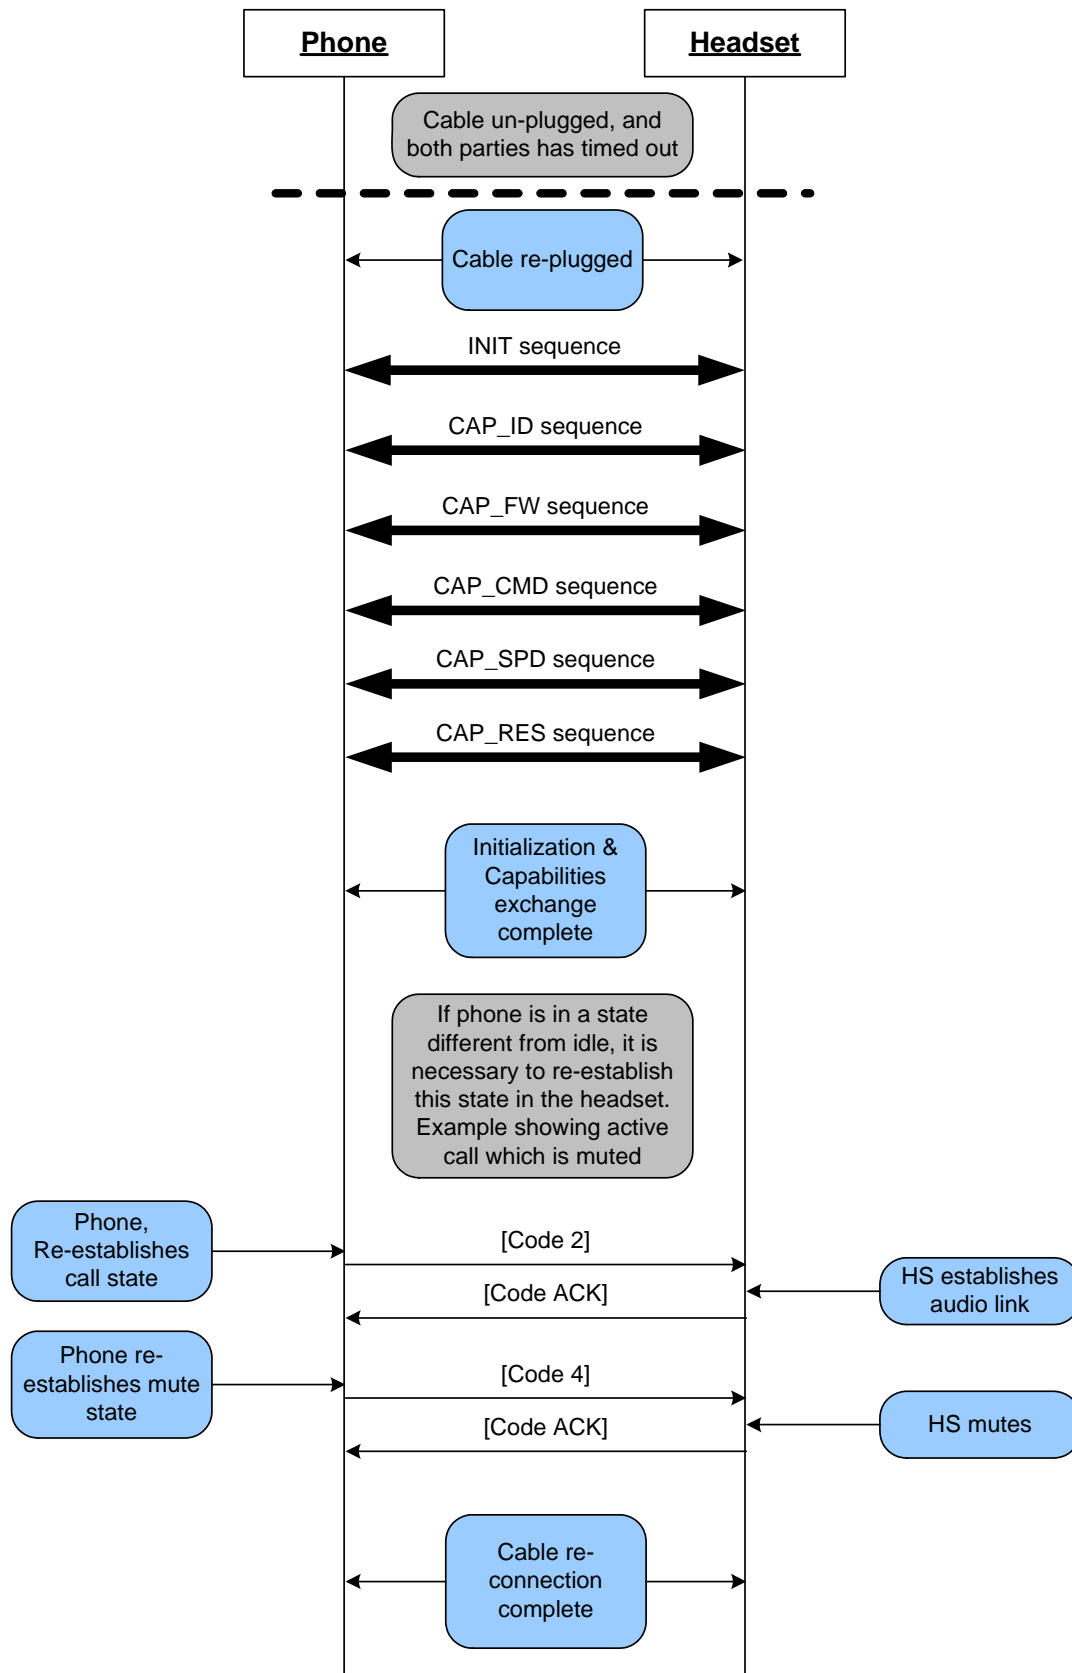 Phone
Headset
Cable un-plugged, and
both parties has timed out
Cable re-plugged
INIT sequence
CAP_ID sequence
CAP_FW sequence
CAP_CMD sequence
CAP_SPD sequence
CAP_RES sequence
Initialization &
Capabilities
exchange
complete
If phone is in a state
different from idle, it is
necessary to re-establish
this state in the headset.
Example showing active
call which is muted
Phone,
Re-establishes
call state
[Code 2]
HS establishes
audio link
[Code ACK]
Phone re-
establishes mute
state
[Code 4]
HS mutes
[Code ACK]
Cable re-
connection
complete